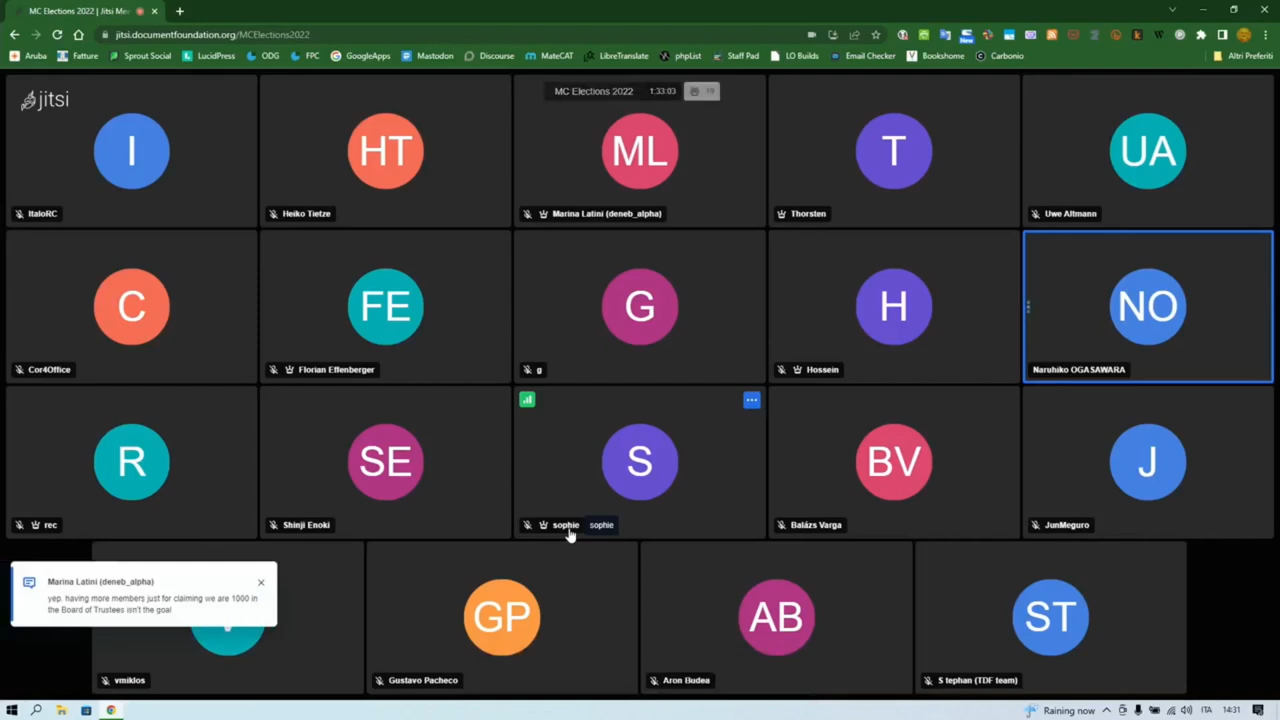 MC Elections 2022 | Jitsi Me
jitsi.documentfoundation.org/MCElections2022
Aruba Fatture Sprout Social LucidPress ODG FPC GoogleApps Mastodon Discourse MateCAT LibreTranslate phpList Staff Pad LO Builds Email Checker Bookshome Carbonio Altri Preferiti
jitsi
MC Elections 2022 1:33:03 19
I HT ML T UA
ItaloRC Heiko Tietze Marina Latini (deneb_alpha) Thorsten Uwe Altmann
C FE G H NO
Cor4Office Florian Effenberger g Hossein Naruhiko OGASAWARA
R SE S BV J
rec Shinji Enoki sophie sophie Balázs Varga JunMeguro
Marina Latini (deneb_alpha)
yep. having more members just for claiming we are 1000 in
the Board of Trustees isn't the goal
GP AB ST
vmiklos Gustavo Pacheco Aron Budea S tephan (TDF team)
Raining now ITA 14:31